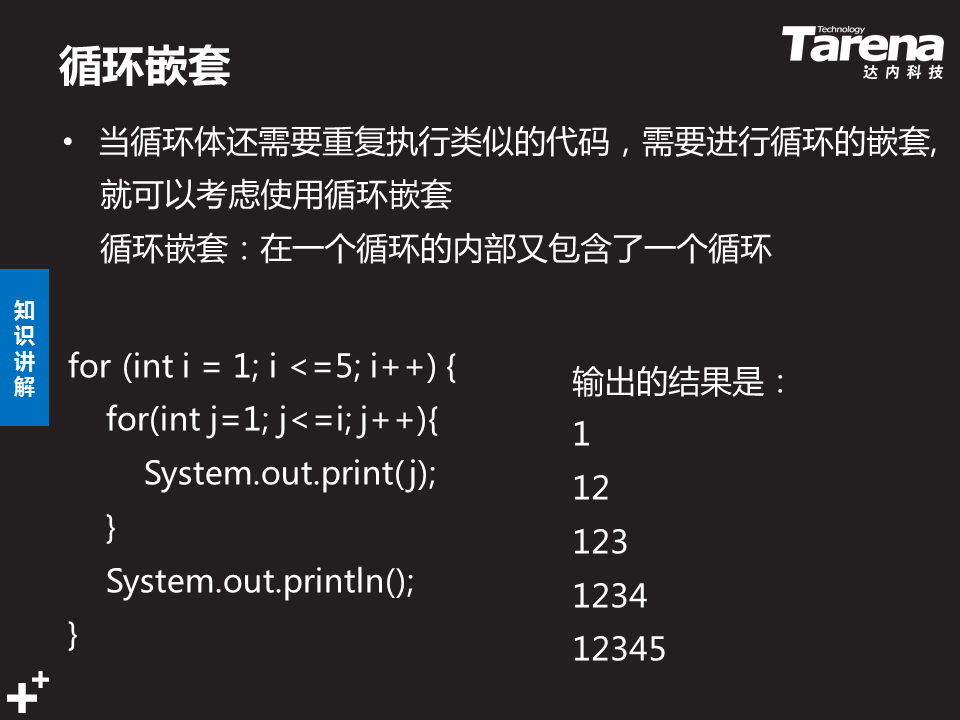 循环嵌套
Technology
Tarena
达内科技
• 当循环体还需要重复执行类似的代码，需要进行循环的嵌套,
就可以考虑使用循环嵌套
循环嵌套：在一个循环的内部又包含了一个循环
知识讲解
for (int i = 1; i <=5; i++) {
for(int j=1; j<=i; j++){
System.out.print(j);
}
System.out.println();
}
输出的结果是：
1
12
123
1234
12345